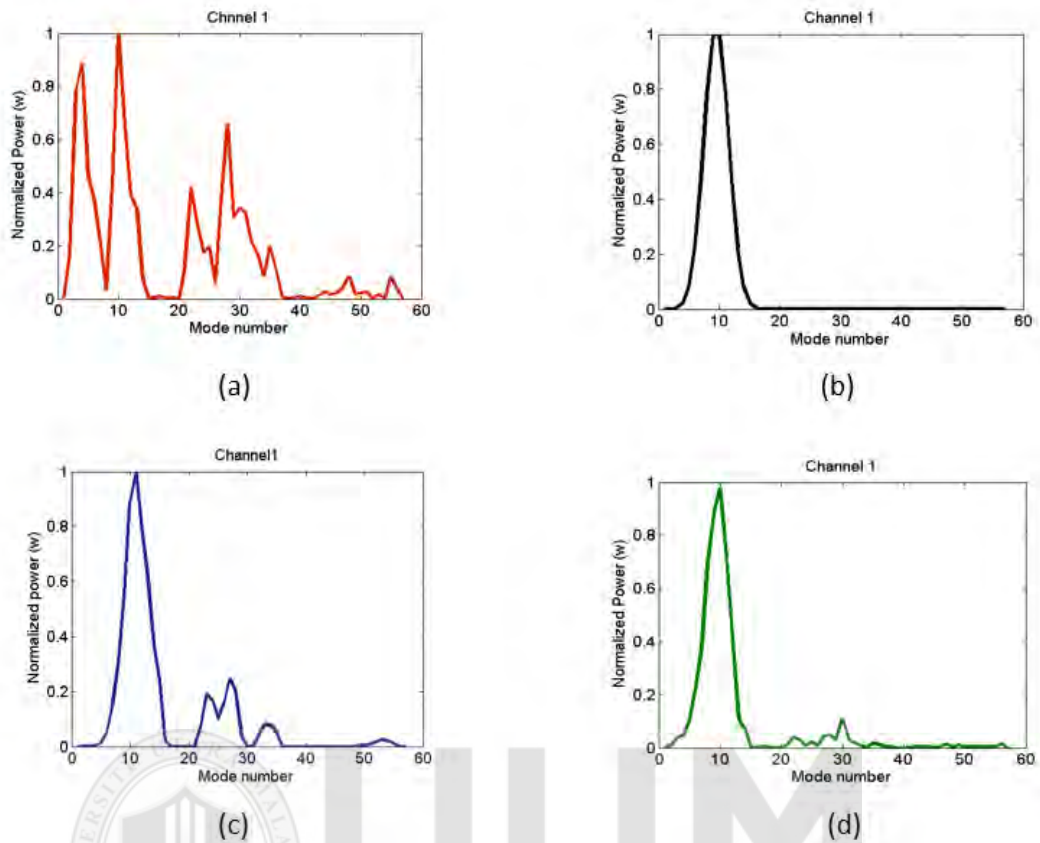 Chnnel 1
Normalized Power (w)
1
0.8
0.6
0.4
0.2
0
0 10 20 30 40 50 60
Mode number
(a)
Channel 1
Normalized Power (w)
1
0.8
0.6
0.4
0.2
0
0 10 20 30 40 50 60
Mode number
(b)
Channel1
Normalized power (w)
1
0.8
0.6
0.4
0.2
0
0 10 20 30 40 50 60
Mode number
(c)
Channel 1
Normalized Power (w)
1
0.8
0.6
0.4
0.2
0
0 10 20 30 40 50 60
Mode number
(d)